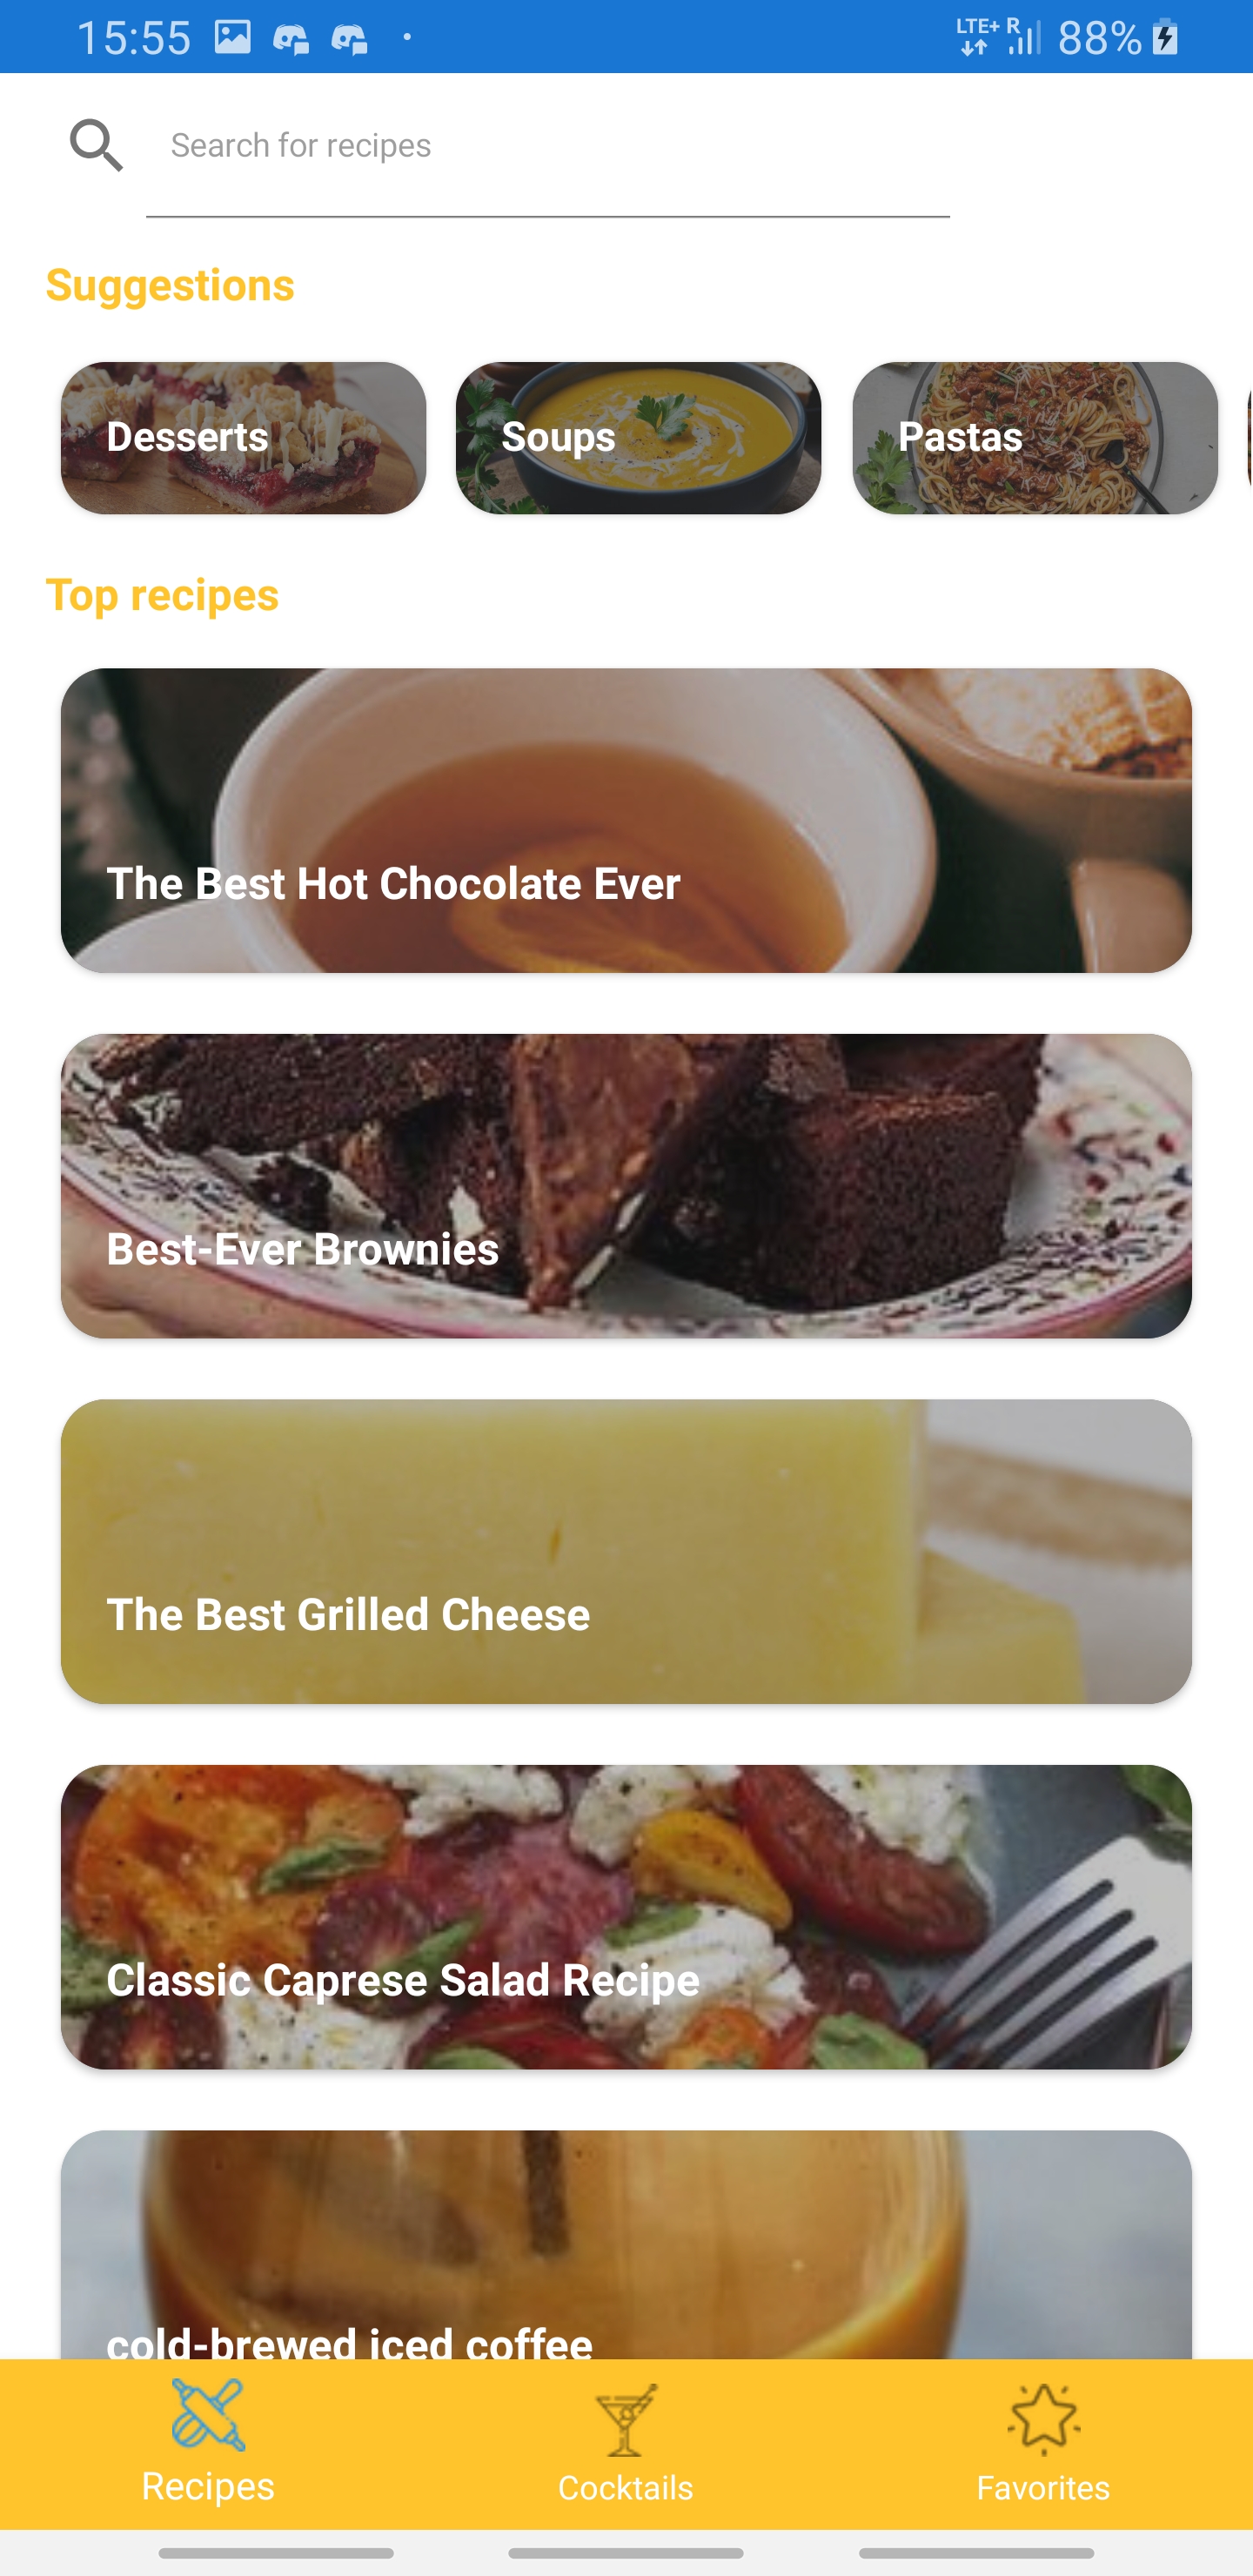 15:55
LTE+ R 88%
Search for recipes
Suggestions
Desserts Soups Pastas
Top recipes
The Best Hot Chocolate Ever
Best-Ever Brownies
The Best Grilled Cheese
Classic Caprese Salad Recipe
cold-brewed iced coffee
Recipes Cocktails Favorites